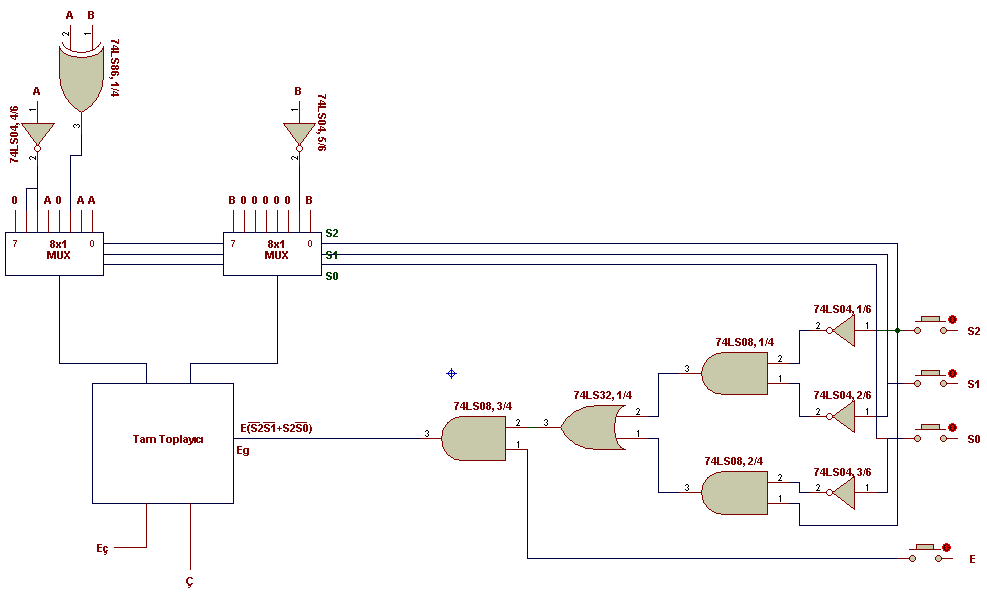 A B
2 1
74LS86, 1/4
3
A
1
74LS04, 4/6
2
B
1
74LS04, 5/6
2
0 A 0 A A
B 0 0 0 0 0 B
7 8x1 0
MUX
7 8x1 0
MUX
S2
S1
S0
74LS04, 1/6
2 1
S2
74LS08, 1/4
3 2
1
S1
74LS04, 2/6
2 1
74LS32, 1/4
3 2
1
74LS08, 3/4
3 2
1
S0
Tam Toplayıcı
E(S̅2̅S̅1̅+S2S̅0̅)
Eg
74LS08, 2/4
3 2
1
74LS04, 3/6
2 1
E
Eç
Ç